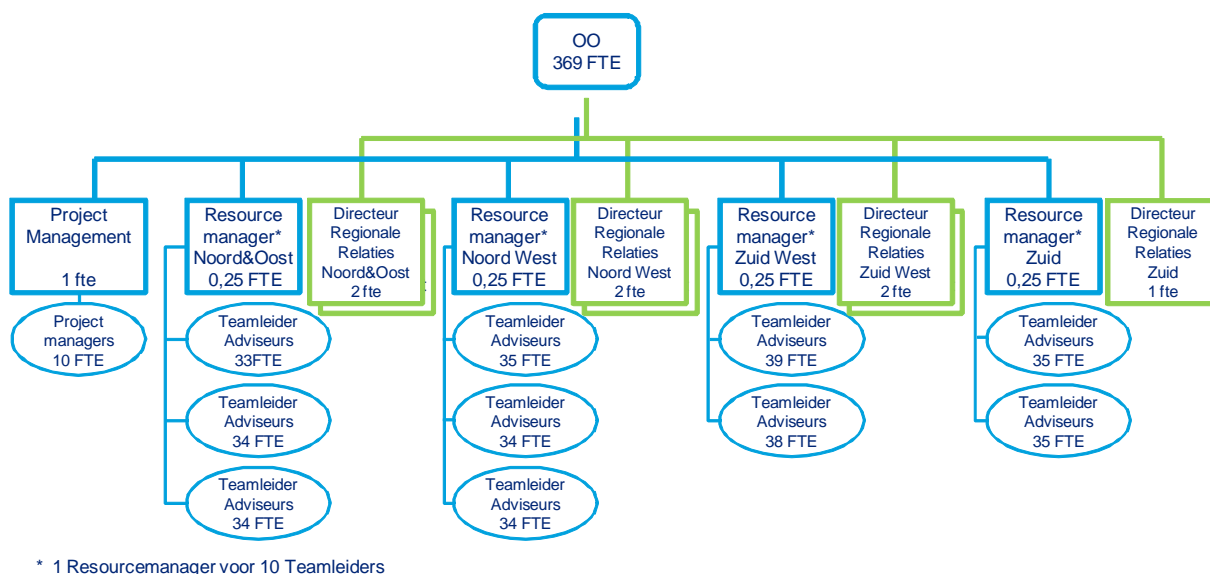 OO
369 FTE
Project
Management
1 fte
Resource
manager*
Noord&Oost
0,25 FTE
Directeur
Regionale
Relaties
Noord&Oost
2 fte
Resource
manager*
Noord West
0,25 FTE
Directeur
Regionale
Relaties
Noord West
2 fte
Resource
manager*
Zuid West
0,25 FTE
Directeur
Regionale
Relaties
Zuid West
2 fte
Resource
manager*
Zuid
0,25 FTE
Directeur
Regionale
Relaties
Zuid
1 fte
Project
managers
10 FTE
Teamleider
Adviseurs
33FTE
Teamleider
Adviseurs
35 FTE
Teamleider
Adviseurs
39 FTE
Teamleider
Adviseurs
35 FTE
Teamleider
Adviseurs
34 FTE
Teamleider
Adviseurs
34 FTE
Teamleider
Adviseurs
38 FTE
Teamleider
Adviseurs
35 FTE
Teamleider
Adviseurs
34 FTE
Teamleider
Adviseurs
34 FTE
* 1 Resourcemanager voor 10 Teamleiders